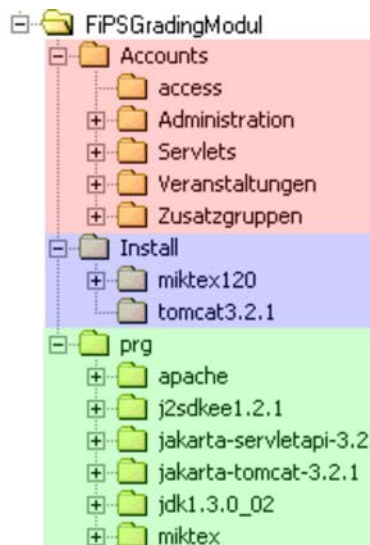 FiPSGradingModul
Accounts
access
Administration
Servlets
Veranstaltungen
Zusatzgruppen
Install
miktex120
tomcat3.2.1
prg
apache
j2sdkee1.2.1
jakarta-servletapi-3.2
jakarta-tomcat-3.2.1
jdk1.3.0_02
miktex